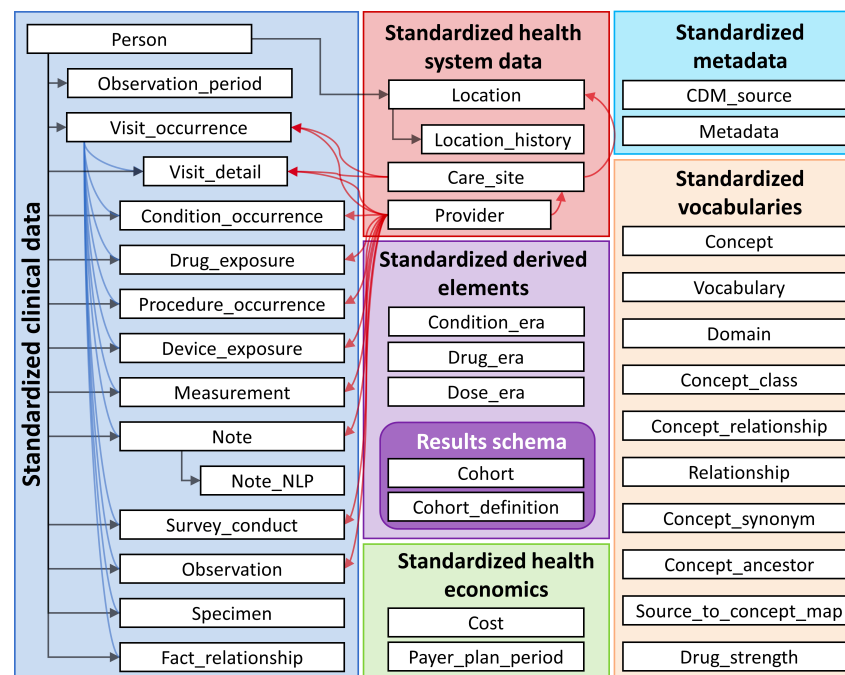 Standardized clinical data
Person
Observation_period
Visit_occurrence
Visit_detail
Condition_occurrence
Drug_exposure
Procedure_occurrence
Device_exposure
Measurement
Note
Note_NLP
Survey_conduct
Observation
Specimen
Fact_relationship
Standardized health
system data
Location
Location_history
Care_site
Provider
Standardized derived
elements
Condition_era
Drug_era
Dose_era
Results schema
Cohort
Cohort_definition
Standardized health
economics
Cost
Payer_plan_period
Standardized
metadata
CDM_source
Metadata
Standardized
vocabularies
Concept
Vocabulary
Domain
Concept_class
Concept_relationship
Relationship
Concept_synonym
Concept_ancestor
Source_to_concept_map
Drug_strength